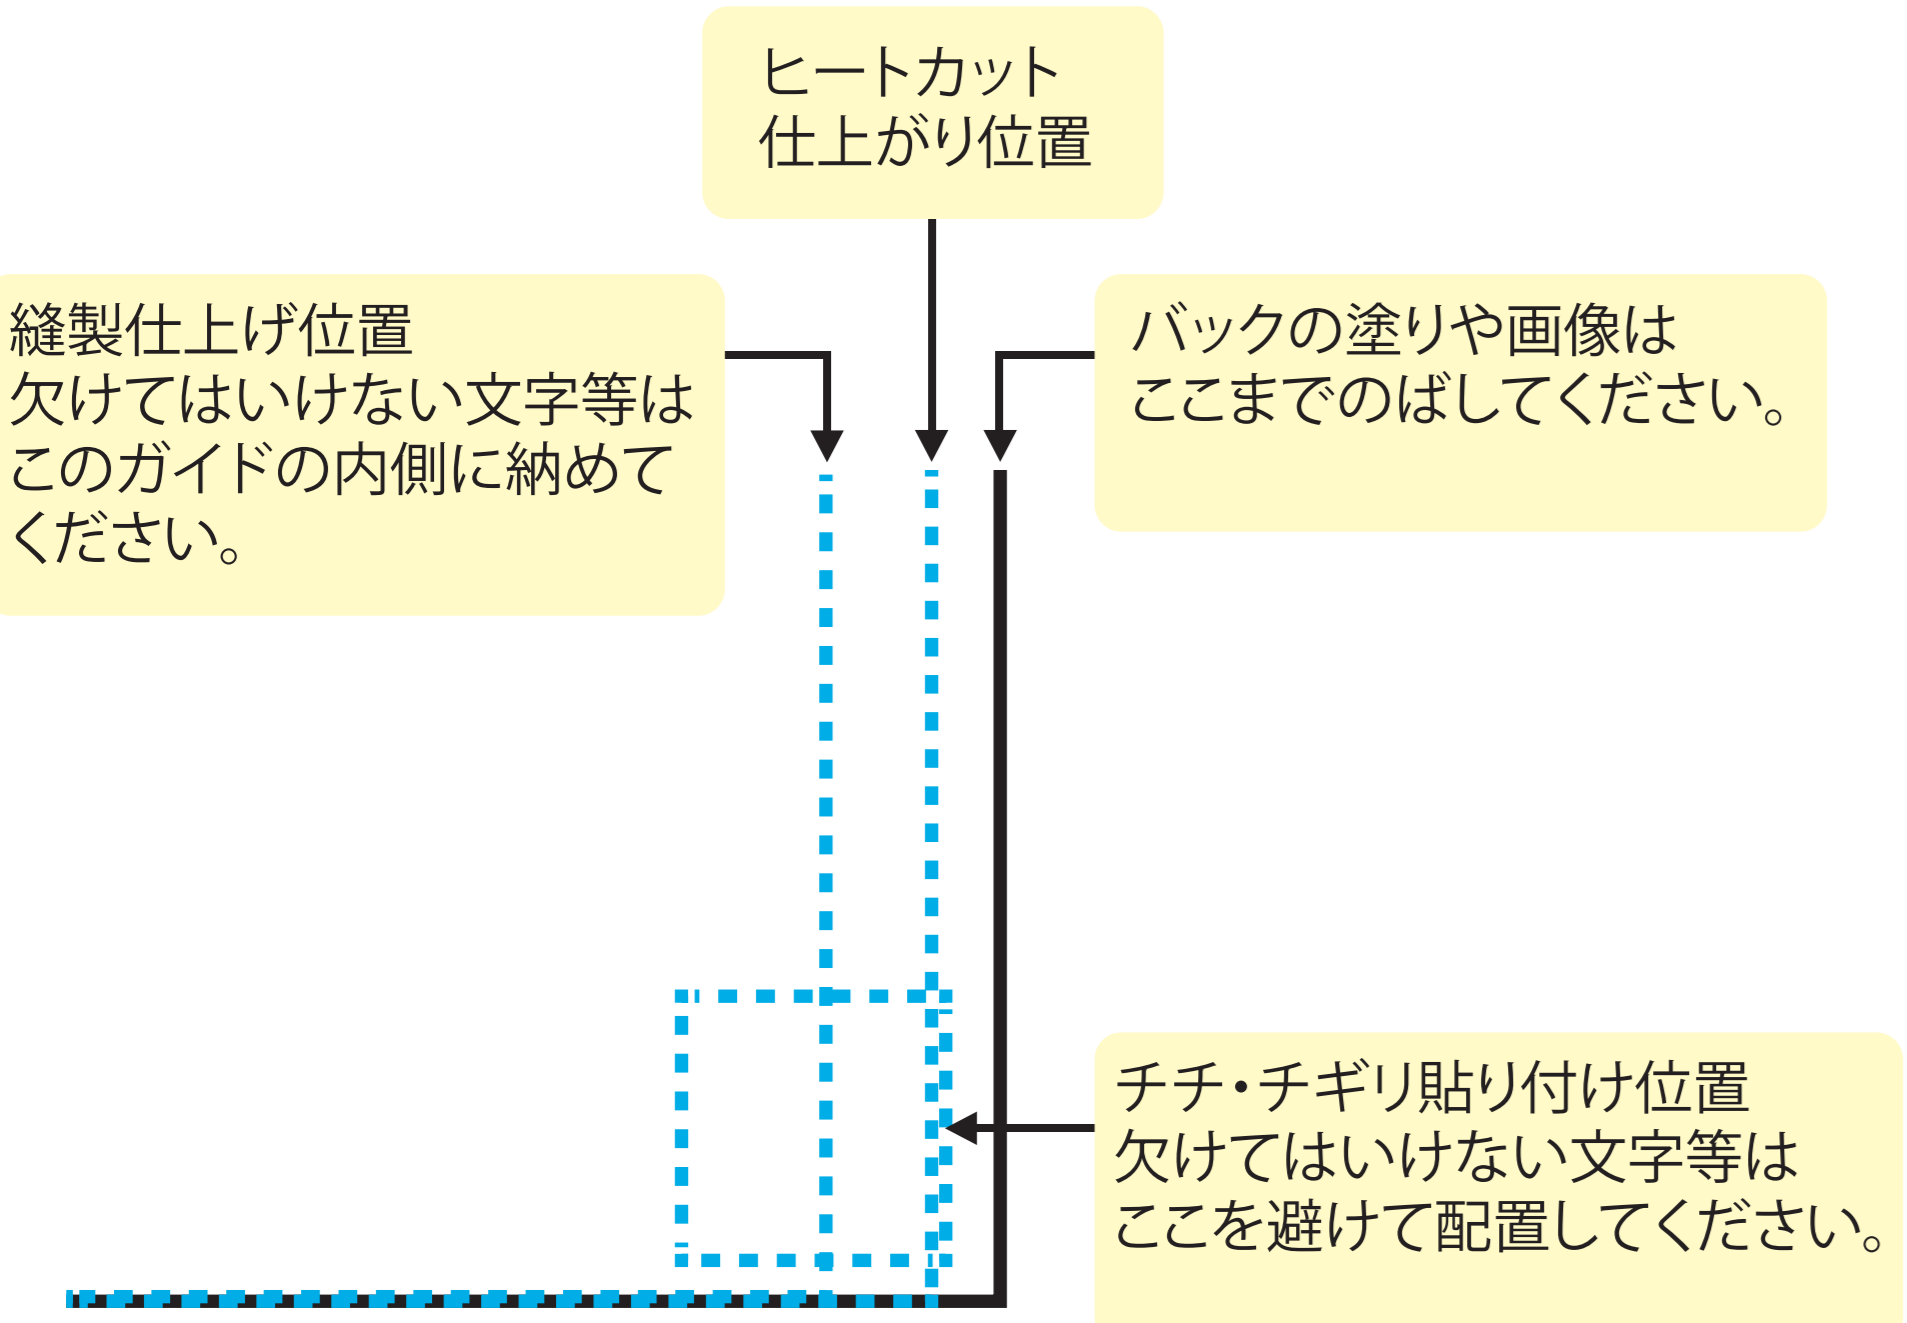 ヒートカット
仕上がり位置
縫製仕上げ位置
欠けてはいけない文字等は
このガイドの内側に納めて
ください。
バックの塗りや画像は
ここまでのばしてください。
チチ・チギリ貼り付け位置
欠けてはいけない文字等は
ここを避けて配置してください。